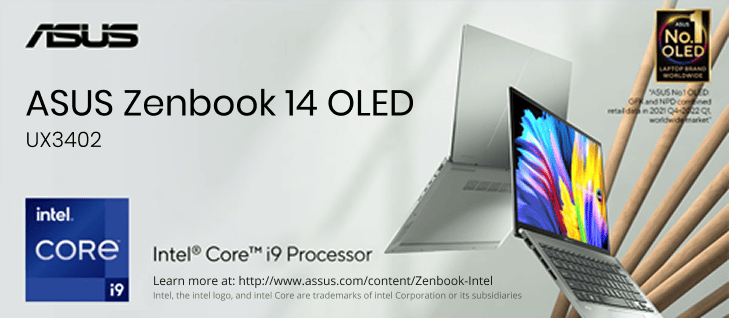 ASUS
ASUS Zenbook 14 OLED
UX3402
ASUS
No.1
OLED
LAPTOP BRAND
WORLDWIDE
"ASUS No.1 OLED:
GFK and NPD combined
retail data in 2021 Q4-2022 Q1,
worldwide market"
intel.
CORE
i9
Intel® Core™ i9 Processor
Learn more at: http://www.assus.com/content/Zenbook-Intel
Intel, the intel logo, and intel Core are trademarks of intel Corporation or its subsidiaries